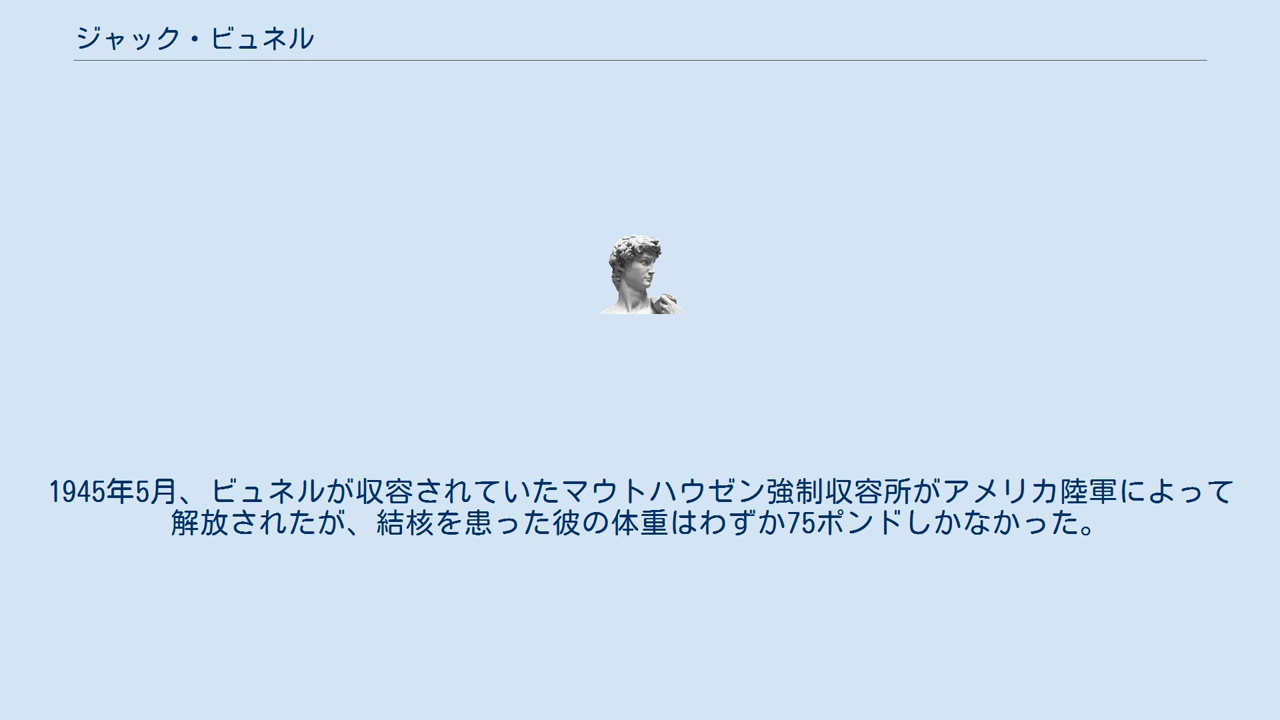 ジャック・ビュネル
1945年5月、ビュネルが収容されていたマウトハウゼン強制収容所がアメリカ陸軍によって
解放されたが、結核を患った彼の体重はわずか75ポンドしかなかった。